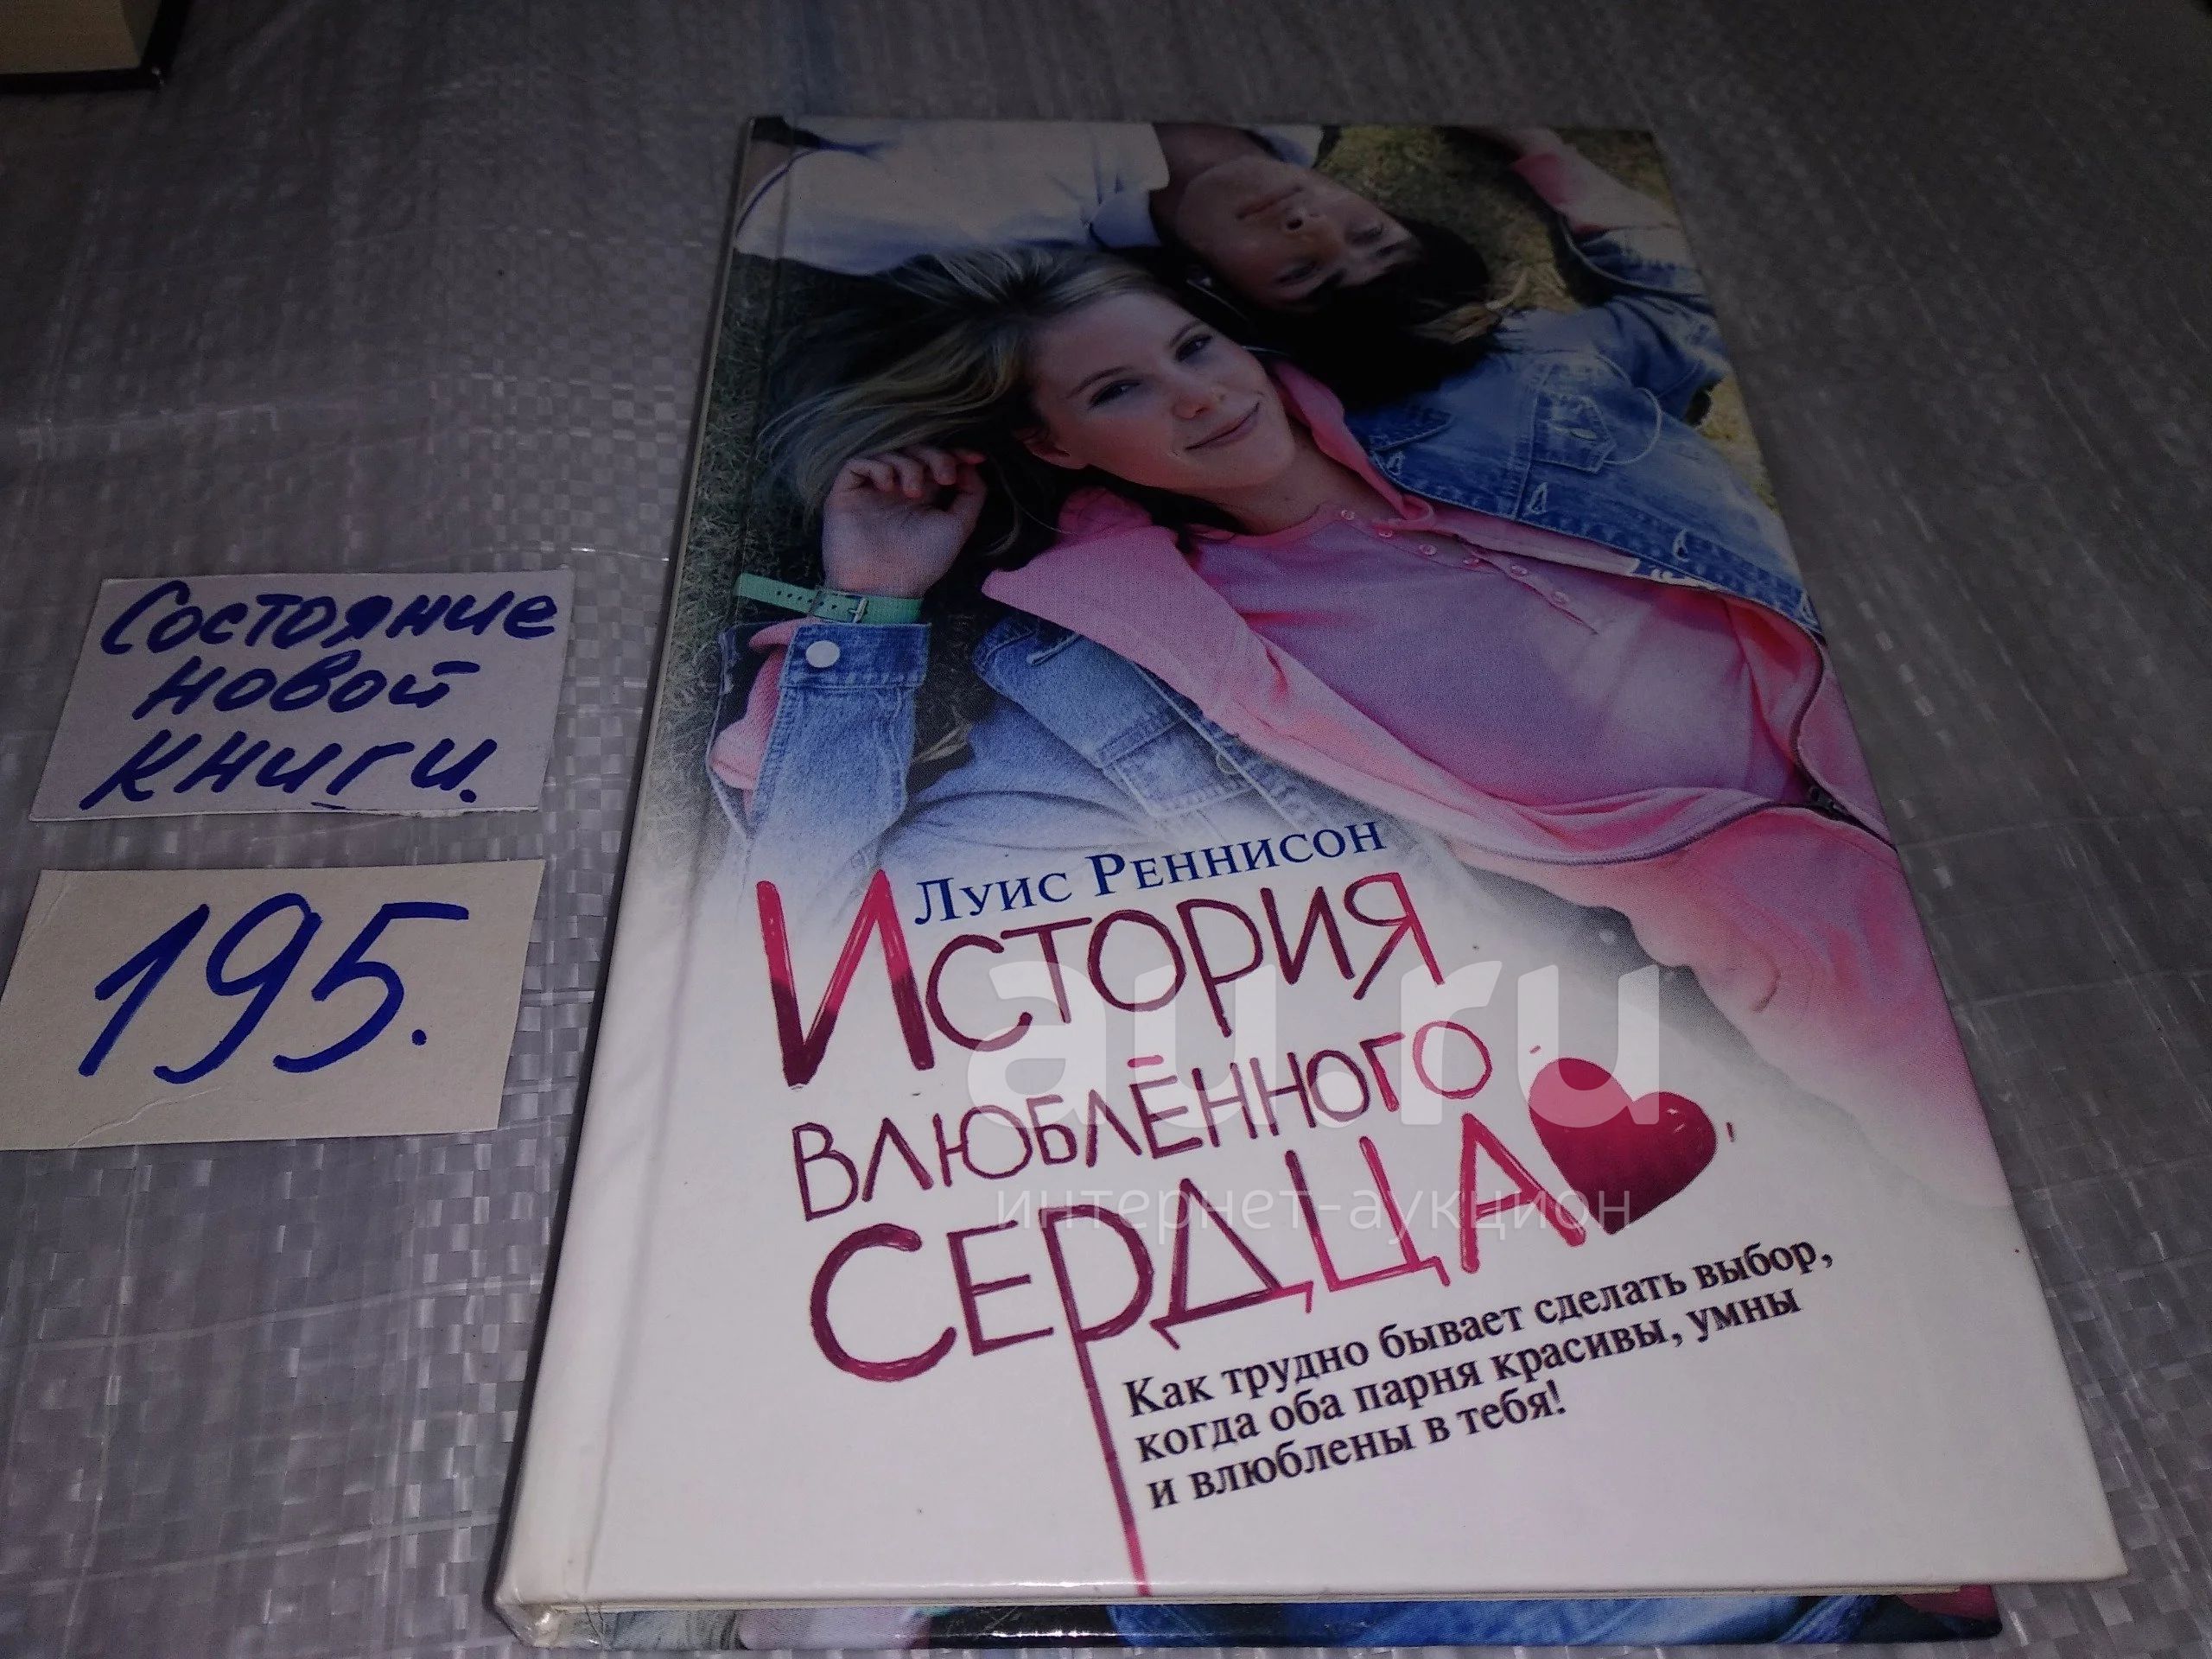 Состояние
новой
книги.
195.
Луис Реннисон
История
влюблённого
сердца
Как трудно бывает сделать выбор,
когда оба парня красивы, умны
и влюблены в тебя!
au.ru
интернет-аукцион